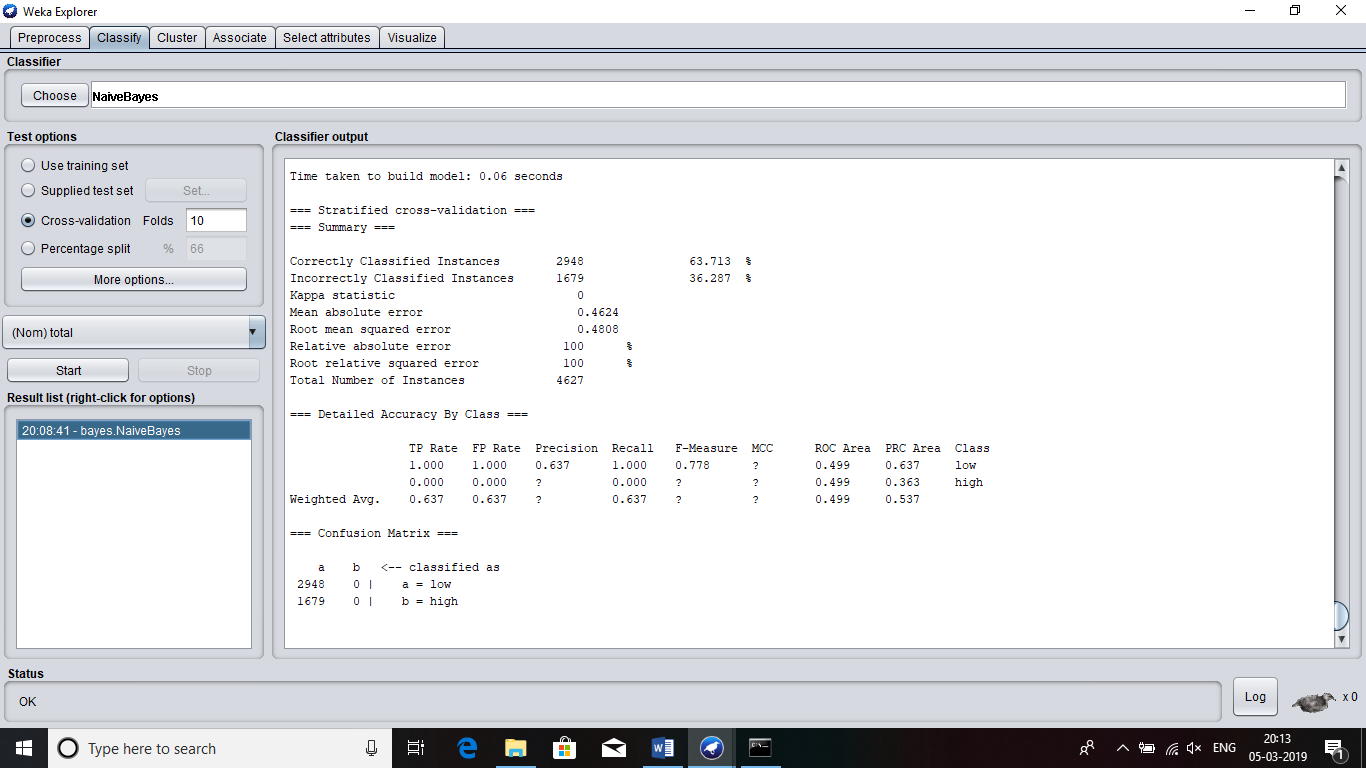 Weka Explorer
Preprocess Classify Cluster Associate Select attributes Visualize
Classifier
Choose NaiveBayes
Test options
Use training set
Supplied test set Set...
Cross-validation Folds 10
Percentage split % 66
More options...
(Nom) total
Start Stop
Result list (right-click for options)
20:08:41 - bayes.NaiveBayes
Classifier output
Time taken to build model: 0.06 seconds
=== Stratified cross-validation ===
=== Summary ===
Correctly Classified Instances 2948 63.713 %
Incorrectly Classified Instances 1679 36.287 %
Kappa statistic 0
Mean absolute error 0.4624
Root mean squared error 0.4808
Relative absolute error 100 %
Root relative squared error 100 %
Total Number of Instances 4627
=== Detailed Accuracy By Class ===
TP Rate FP Rate Precision Recall F-Measure MCC ROC Area PRC Area Class
1.000 1.000 0.637 1.000 0.778 ? 0.499 0.637 low
0.000 0.000 ? 0.000 ? ? 0.499 0.363 high
Weighted Avg. 0.637 0.637 ? 0.637 ? ? 0.499 0.537
=== Confusion Matrix ===
a b <-- classified as
2948 0 | a = low
1679 0 | b = high
Status
OK
Log x 0
Type here to search
ENG
20:13
05-03-2019
1